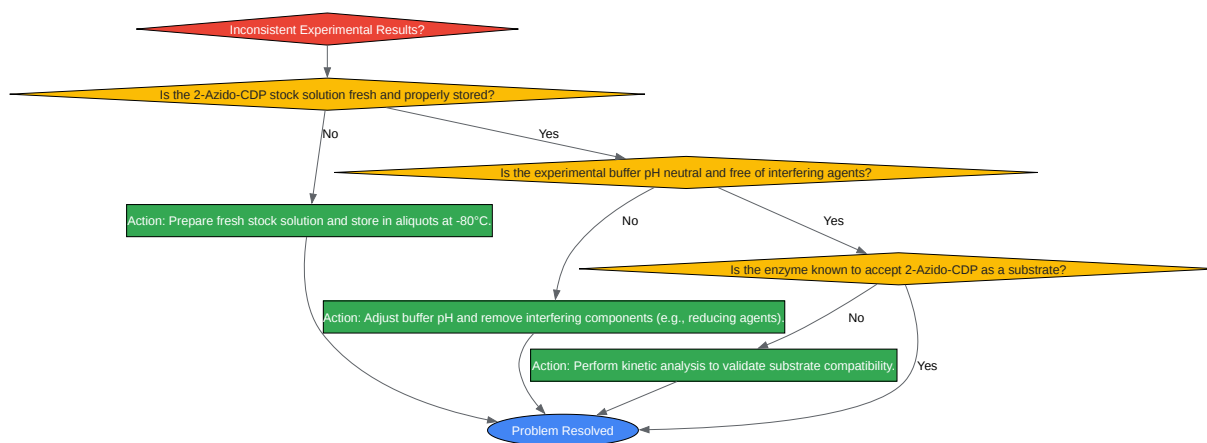 Inconsistent Experimental Results?
Is the 2-Azido-CDP stock solution fresh and properly stored?
No
Yes
Is the experimental buffer pH neutral and free of interfering agents?
Action: Prepare fresh stock solution and store in aliquots at -80°C.
No
Yes
Is the enzyme known to accept 2-Azido-CDP as a substrate?
Action: Adjust buffer pH and remove interfering components (e.g., reducing agents).
No
Action: Perform kinetic analysis to validate substrate compatibility.
Yes
Problem Resolved